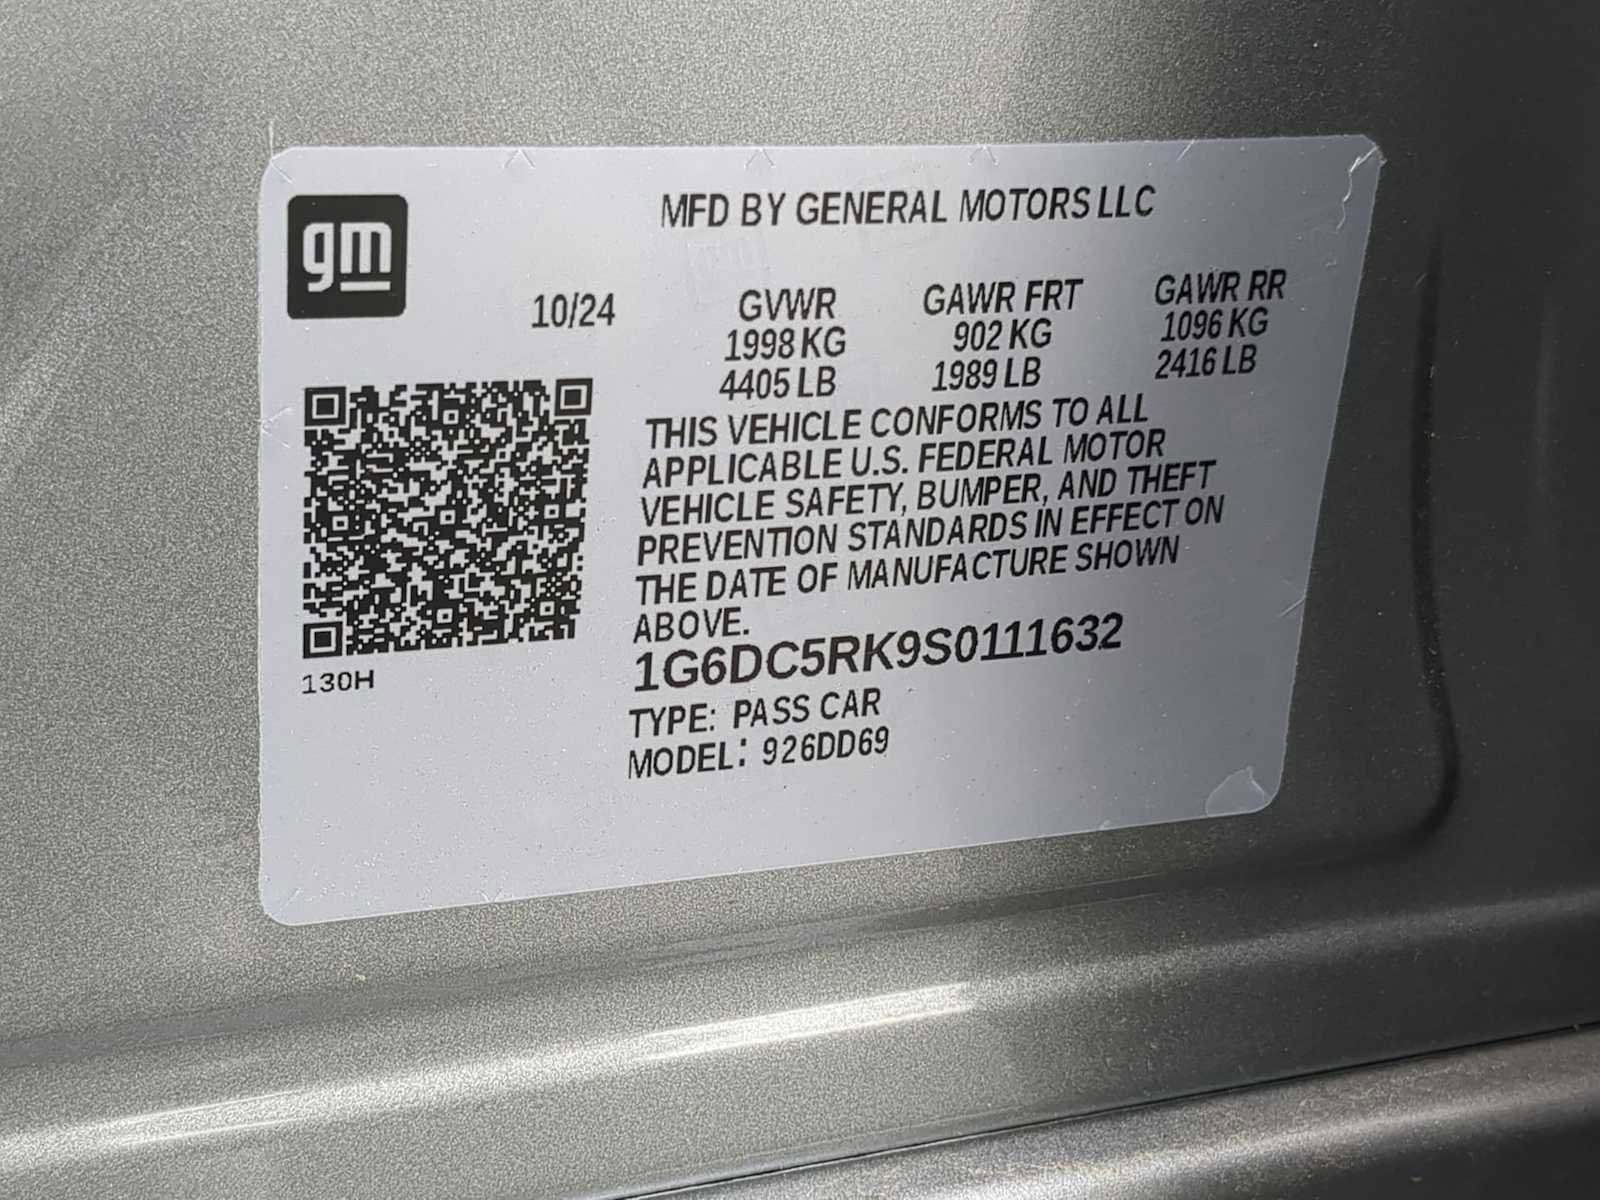 gm
MFD BY GENERAL MOTORS LLC
10/24
GVWR GAWR FRT GAWR RR
1998 KG 902 KG 1096 KG
4405 LB 1989 LB 2416 LB
THIS VEHICLE CONFORMS TO ALL
APPLICABLE U.S. FEDERAL MOTOR
VEHICLE SAFETY, BUMPER, AND THEFT
PREVENTION STANDARDS IN EFFECT ON
THE DATE OF MANUFACTURE SHOWN
ABOVE.
1G6DC5RK9S0111632
TYPE: PASS CAR
MODEL: 926DD69
130H